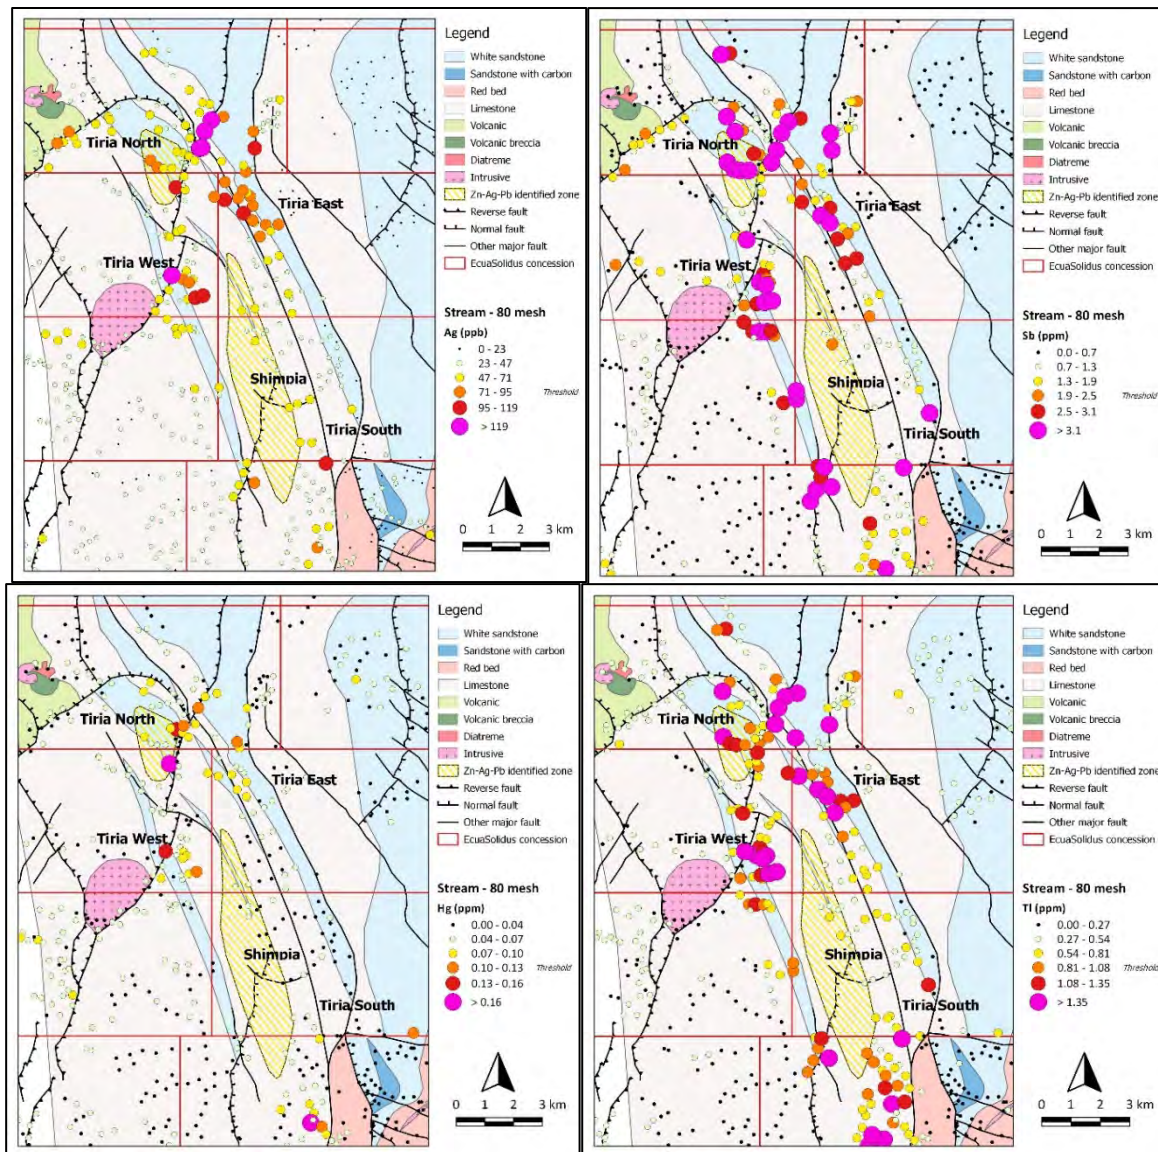 Tiria North
Tiria East
Tiria West
Shimpia
Tiria South
Legend
White sandstone
Sandstone with carbon
Red bed
Limestone
Volcanic
Volcanic breccia
Diatreme
Intrusive
Zn-Ag-Pb identified zone
Reverse fault
Normal fault
Other major fault
EcuaSolidus concession
Stream - 80 mesh
Ag (ppb)
0 - 23
23 - 47
47 - 71
71 - 95 Threshold
95 - 119
> 119
0 1 2 3 km
Tiria North
Tiria East
Tiria West
Shimpia
Tiria South
Legend
White sandstone
Sandstone with carbon
Red bed
Limestone
Volcanic
Volcanic breccia
Diatreme
Intrusive
Zn-Ag-Pb identified zone
Reverse fault
Normal fault
Other major fault
EcuaSolidus concession
Stream - 80 mesh
Sb (ppm)
0.0 - 0.7
0.7 - 1.3
1.3 - 1.9
1.9 - 2.5 Threshold
2.5 - 3.1
> 3.1
0 1 2 3 km
Tiria North
Tiria East
Tiria West
Shimpia
Tiria South
Legend
White sandstone
Sandstone with carbon
Red bed
Limestone
Volcanic
Volcanic breccia
Diatreme
Intrusive
Zn-Ag-Pb identified zone
Reverse fault
Normal fault
Other major fault
EcuaSolidus concession
Stream - 80 mesh
Hg (ppm)
0.00 - 0.04
0.04 - 0.07
0.07 - 0.10
0.10 - 0.13 Threshold
0.13 - 0.16
> 0.16
0 1 2 3 km
Tiria North
Tiria East
Tiria West
Shimpia
Tiria South
Legend
White sandstone
Sandstone with carbon
Red bed
Limestone
Volcanic
Volcanic breccia
Diatreme
Intrusive
Zn-Ag-Pb identified zone
Reverse fault
Normal fault
Other major fault
EcuaSolidus concession
Stream - 80 mesh
Tl (ppm)
0.00 - 0.27
0.27 - 0.54
0.54 - 0.81
0.81 - 1.08 Threshold
1.08 - 1.35
> 1.35
0 1 2 3 km